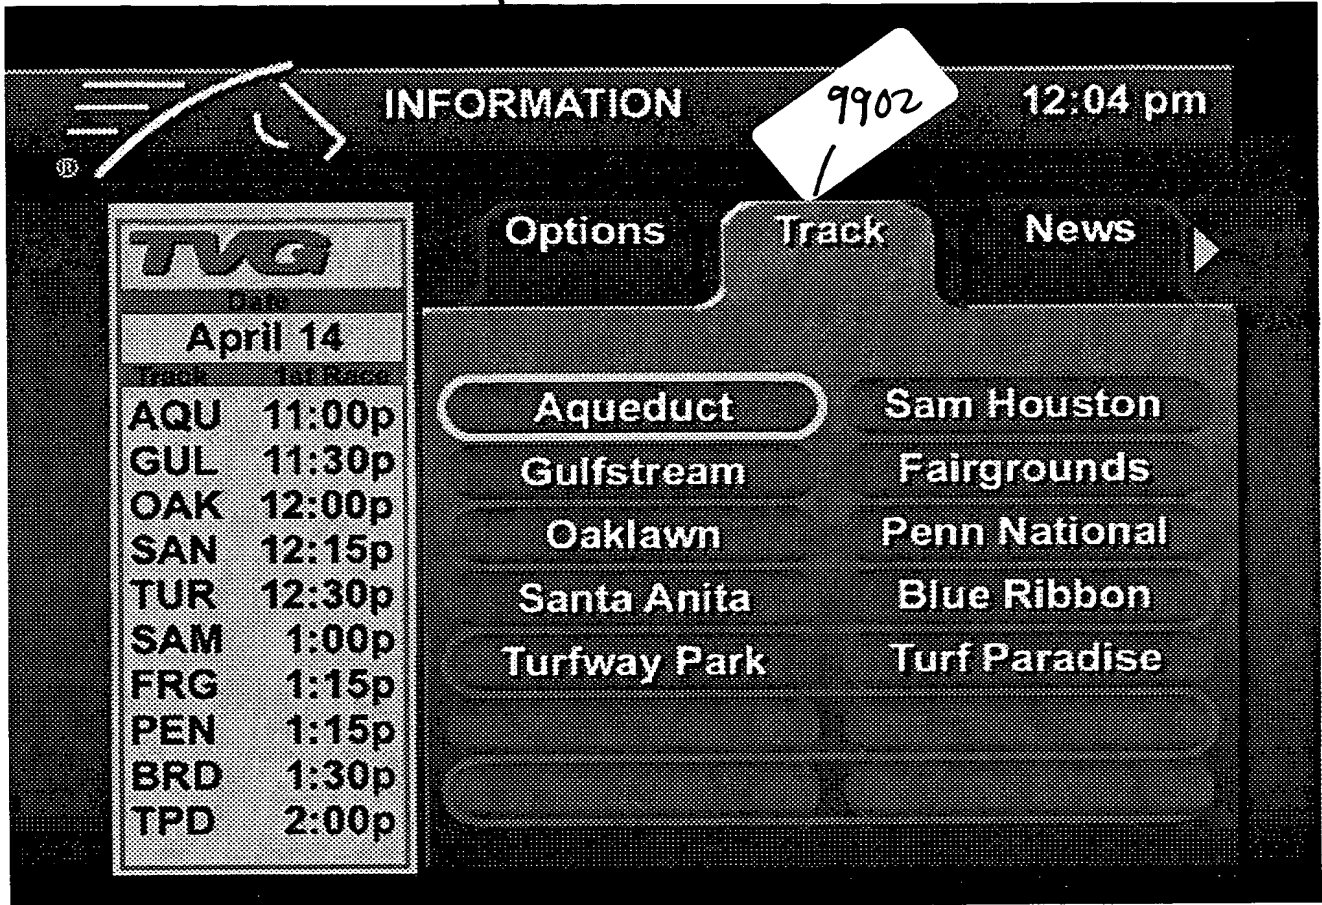 INFORMATION
9902
12:04 pm
®
Options
Track
News
TVG
Date
April 14
Track 1st Race
AQU 11:00p
GUL 11:30p
OAK 12:00p
SAN 12:15p
TUR 12:30p
SAM 1:00p
FRG 1:15p
PEN 1:15p
BRD 1:30p
TPD 2:00p
Aqueduct
Gulfstream
Oaklawn
Santa Anita
Turfway Park
Sam Houston
Fairgrounds
Penn National
Blue Ribbon
Turf Paradise